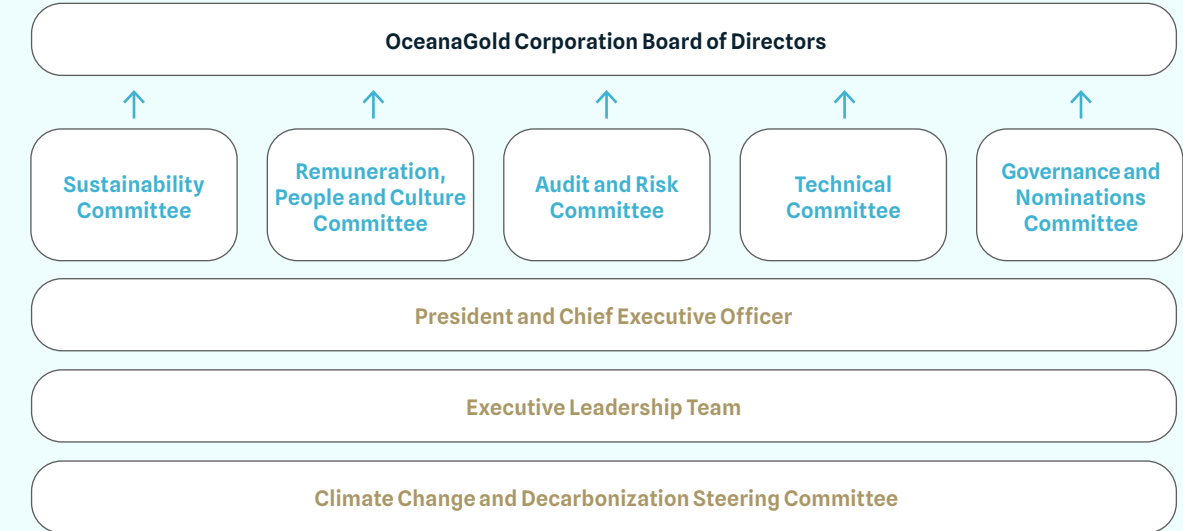 OceanaGold Corporation Board of Directors
Sustainability
Committee
Remuneration,
People and Culture
Committee
Audit and Risk
Committee
Technical
Committee
Governance and
Nominations
Committee
President and Chief Executive Officer
Executive Leadership Team
Climate Change and Decarbonization Steering Committee